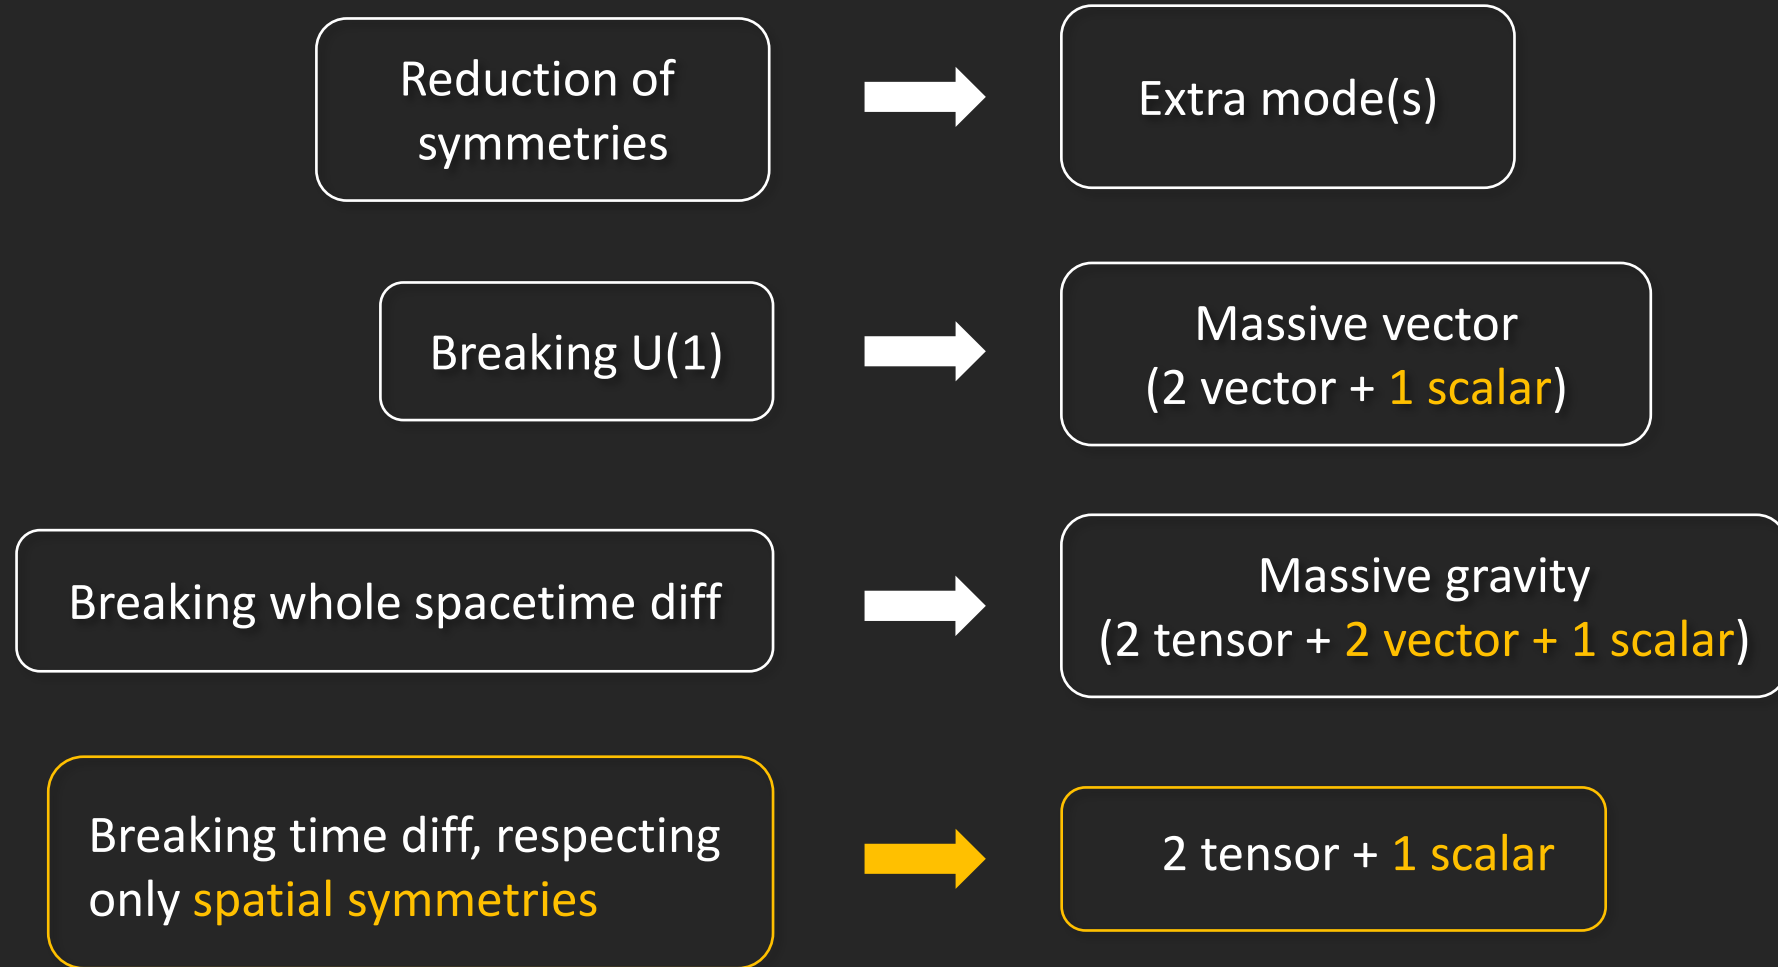 Reduction of
symmetries
Extra mode(s)
Breaking U(1)
Massive vector
(2 vector + 1 scalar)
Breaking whole spacetime diff
Massive gravity
(2 tensor + 2 vector + 1 scalar)
Breaking time diff, respecting
only spatial symmetries
2 tensor + 1 scalar